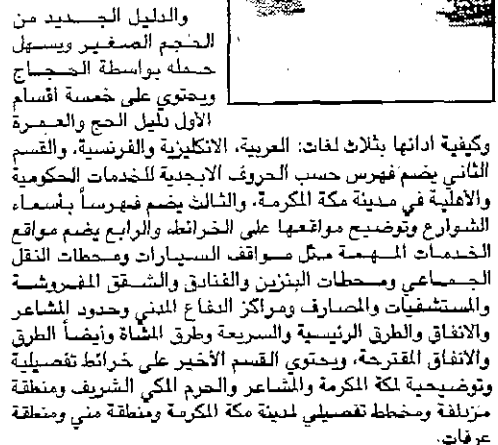 والدليل الجديد من
الحجم الصغير ويسهل
حمله بواسطة الحجاج
ويحتوي على خمسة أقسام
الأول دليل الحج والعمرة
وكيفية ادائها بثلاث لغات: العربية، الانكليزية والفرنسية، والقسم
الثاني يضم فهرس حسب الحروف الابجدية للخدمات الحكومية
والأهلية في مدينة مكة المكرمة، والثالث يضم فهرساً بأسماء
الشوارع وتوضيح مواقعها على الخرائط، والرابع يضم مواقع
الخدمات المهمة مثل مواقف السيارات ومحطات النقل
الجماعي ومحطات البنزين والفنادق والشقق المفروشة
والمستشفيات والمصارف ومراكز الدفاع المدني وحدود المشاعر
والانفاق والطرق الرئيسية والسريعة وطرق المشاة وأيضاً الطرق
والانفاق المقترحة، ويحتوي القسم الأخير على خرائط تفصيلية
وتوضيحية لمكة المكرمة والمشاعر والحرم المكي الشريف ومنطقة
مزدلفة ومخطط تفصيلي لمدينة مكة المكرمة ومنطقة منى ومنطقة
عرفات.